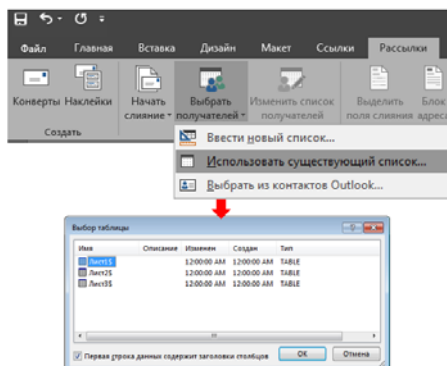 Файл Главная Вставка Дизайн Макет Ссылки Рассылки
Конверты Наклейки Начать слияние Выбрать получателей Изменить список получателей Выделить поля слияния Блок адреса
Создать
Ввести новый список...
Использовать существующий список...
Выбрать из контактов Outlook...
Выбор таблицы
Имя Описание Изменен Создан Тип
Лист1$ 12:00:00 AM 12:00:00 AM TABLE
Лист2$ 12:00:00 AM 12:00:00 AM TABLE
Лист3$ 12:00:00 AM 12:00:00 AM TABLE
Первая строка данных содержит заголовки столбцов ОК Отмена